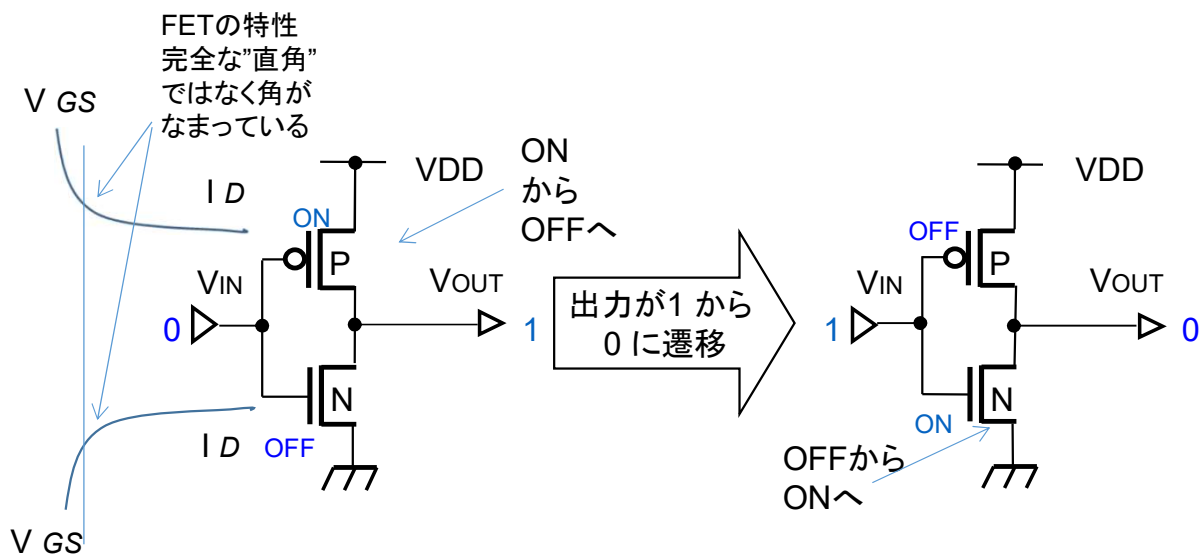 FETの特性
完全な”直角”
ではなく角が
なまっている
V GS
I D
ON
P
VDD
ON
から
OFFへ
VIN
0
VOUT
1
N
OFF
I D
V GS
出力が1 から
0 に遷移
VDD
OFF
P
VIN
1
VOUT
0
N
ON
OFFから
ONへ